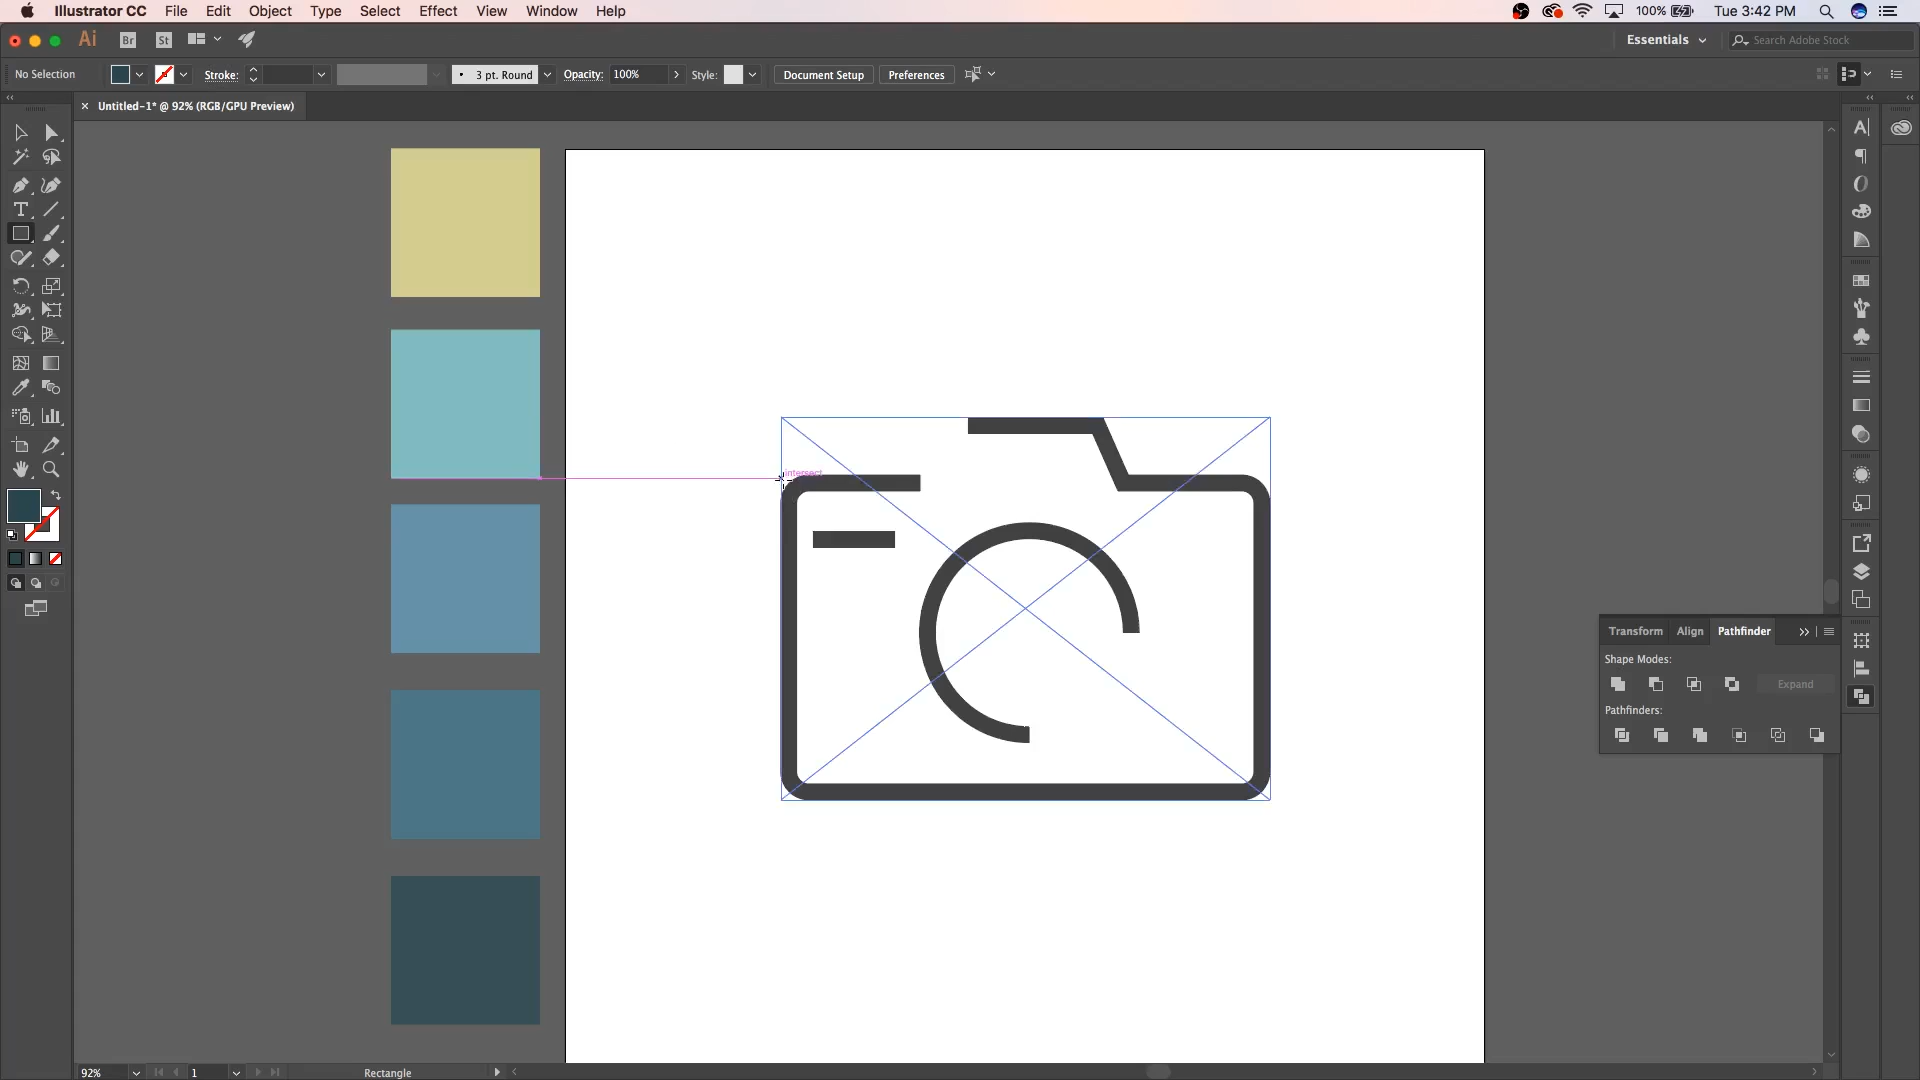 Illustrator CC File Edit Object Type Select Effect View Window Help 100% Tue 3:42 PM
Ai Br St Essentials Search Adobe Stock
No Selection Stroke: 3 pt. Round Opacity: 100% Style: Document Setup Preferences
× Untitled-1* @ 92% (RGB/GPU Preview)
intersect
Transform Align Pathfinder
Shape Modes:
Expand
Pathfinders:
92% 1 Rectangle